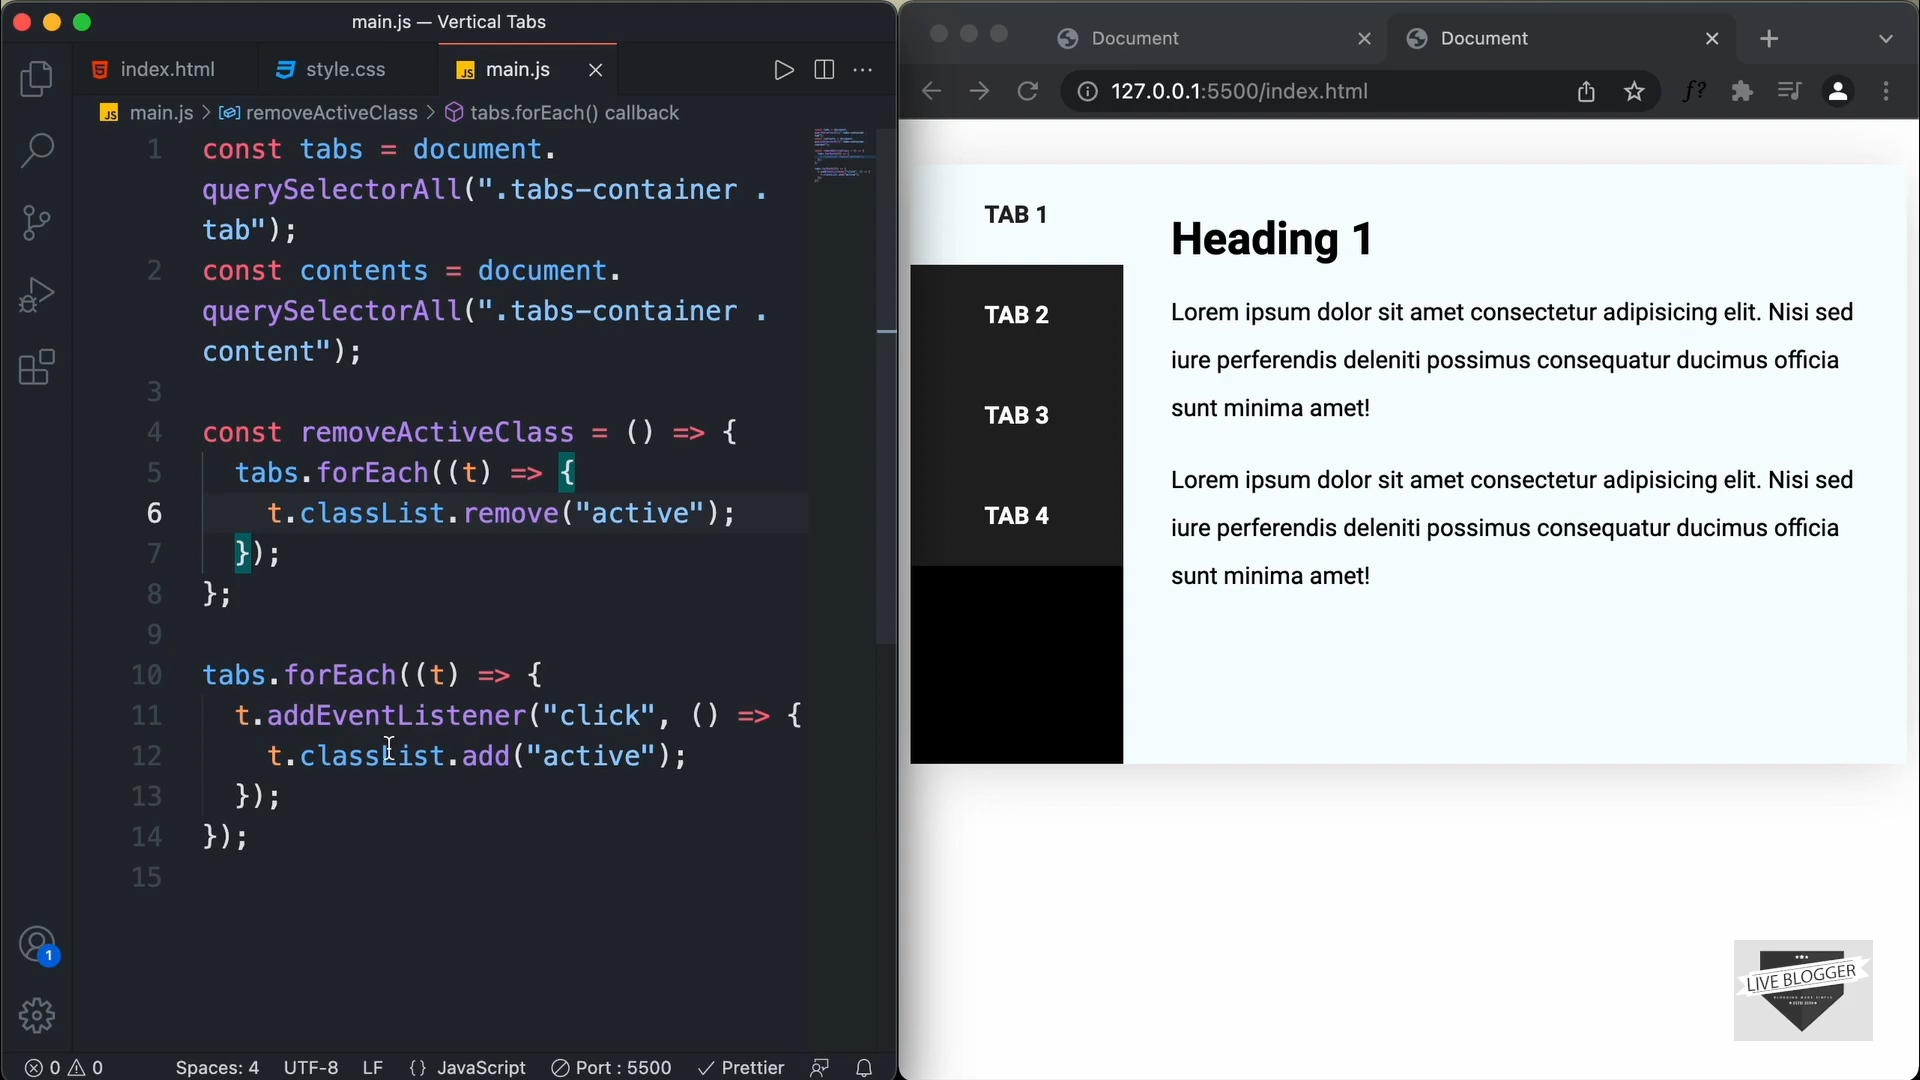 main.js — Vertical Tabs
index.html
style.css
JS main.js
JS main.js > removeActiveClass > tabs.forEach() callback
1 const tabs = document.
querySelectorAll(".tabs-container .
tab");
2 const contents = document.
querySelectorAll(".tabs-container .
content");
3
4 const removeActiveClass = () => {
5 tabs.forEach((t) => {
6 t.classList.remove("active");
7 });
8 };
9
10 tabs.forEach((t) => {
11 t.addEventListener("click", () => {
12 t.classList.add("active");
13 });
14 });
15
1
0 0 Spaces: 4 UTF-8 LF {} JavaScript Port : 5500 Prettier
Document
Document
127.0.0.1:5500/index.html
f?
TAB 1
TAB 2
TAB 3
TAB 4
Heading 1
Lorem ipsum dolor sit amet consectetur adipisicing elit. Nisi sed
iure perferendis deleniti possimus consequatur ducimus officia
sunt minima amet!
Lorem ipsum dolor sit amet consectetur adipisicing elit. Nisi sed
iure perferendis deleniti possimus consequatur ducimus officia
sunt minima amet!
LIVE BLOGGER
BLOGGING MADE SIMPLE